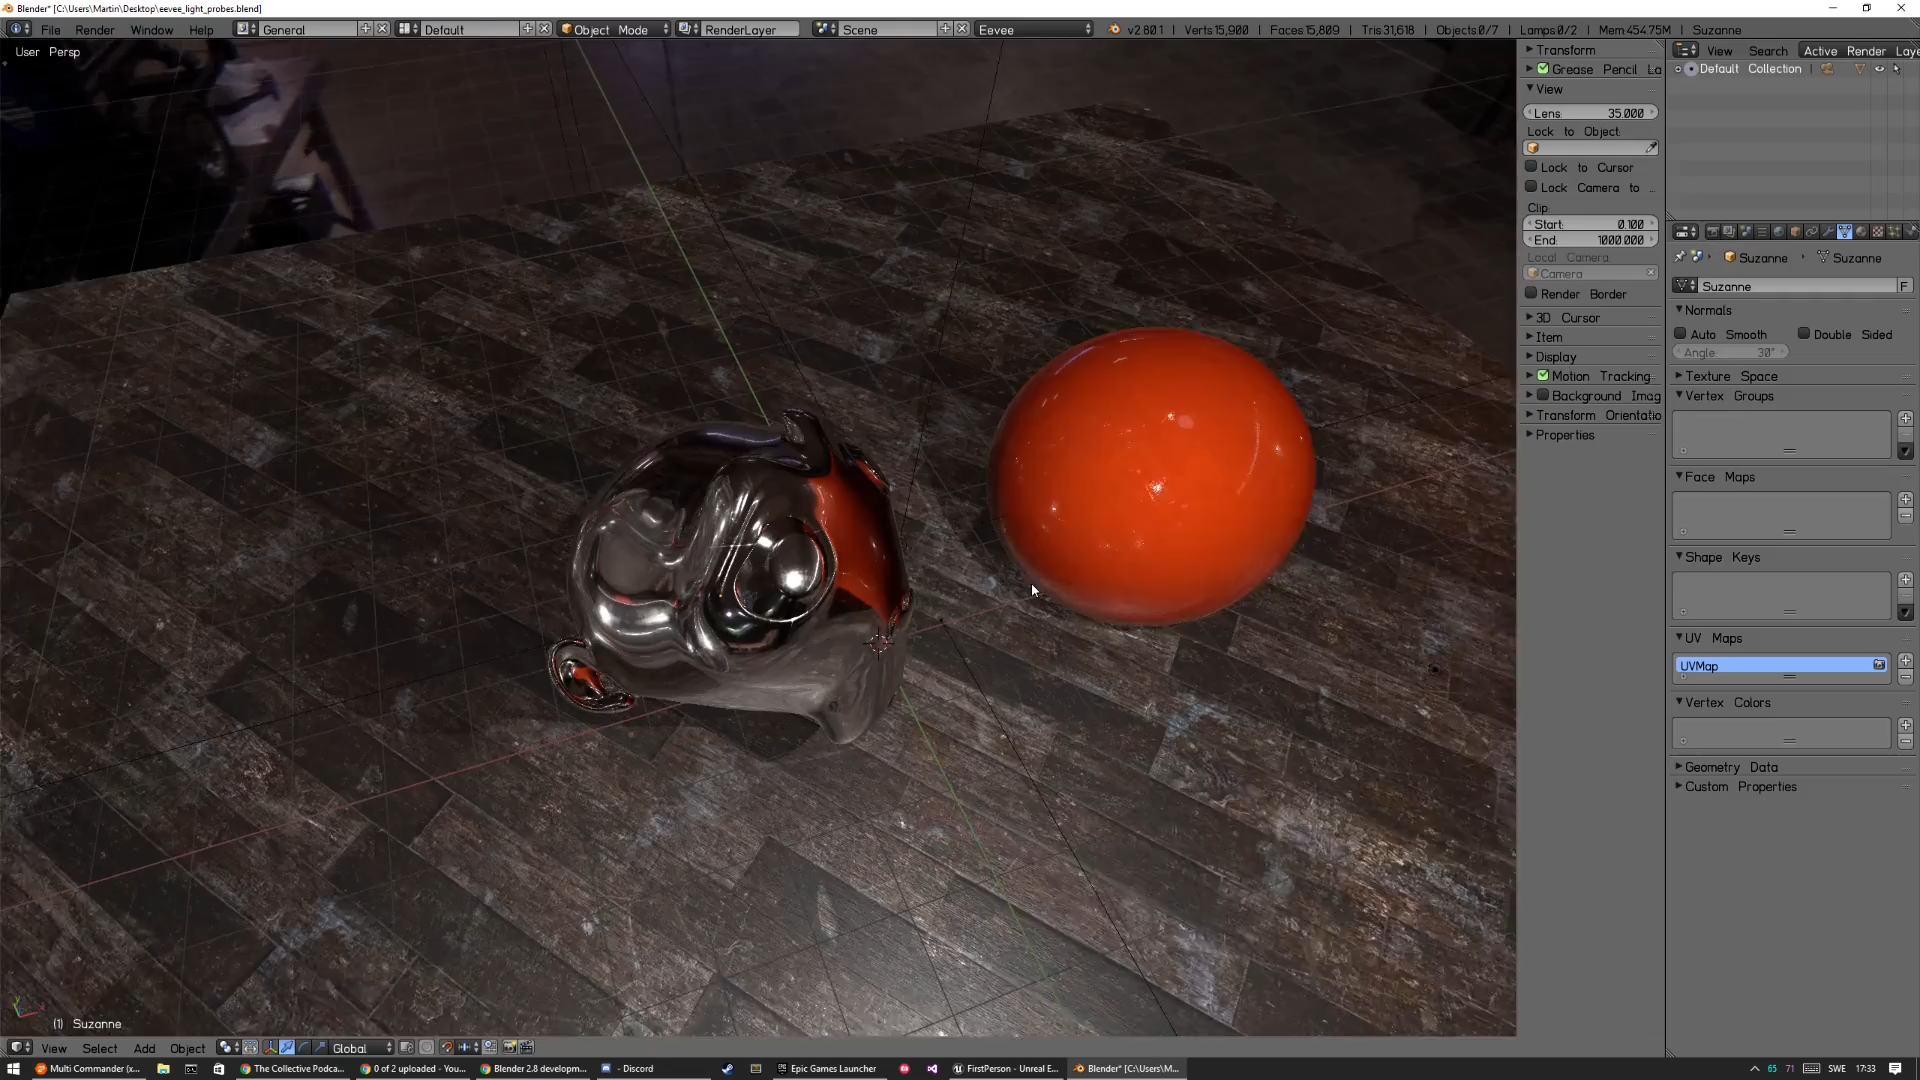 Blender* [C:\Users\Martin\Desktop\eevee_light_probes.blend]
File Render Window Help General Default Object Mode RenderLayer Scene Eevee v2.80.1 | Verts:15,900 | Faces:15,809 | Tris:31,618 | Objects:0/7 | Lamps:0/2 | Mem:454.75M | Suzanne
User Persp
Transform
Grease Pencil La
View
Lens: 35.000
Lock to Object:
Lock to Cursor
Lock Camera to ...
Clip:
Start: 0.100
End: 1000.000
Local Camera:
Camera
Render Border
3D Cursor
Item
Display
Motion Tracking
Background Imag
Transform Orientatio
Properties
View Search Active Render Laye
Default Collection
Suzanne Suzanne
Suzanne F
Normals
Auto Smooth Double Sided
Angle: 30°
Texture Space
Vertex Groups
Face Maps
Shape Keys
UV Maps
UVMap
Vertex Colors
Geometry Data
Custom Properties
(1) Suzanne
View Select Add Object Global
Multi Commander (x... The Collective Podca... 0 of 2 uploaded - You... Blender 2.8 developm... - Discord Epic Games Launcher FirstPerson - Unreal E... Blender* [C:\Users\M... 65 71 SWE 17:33